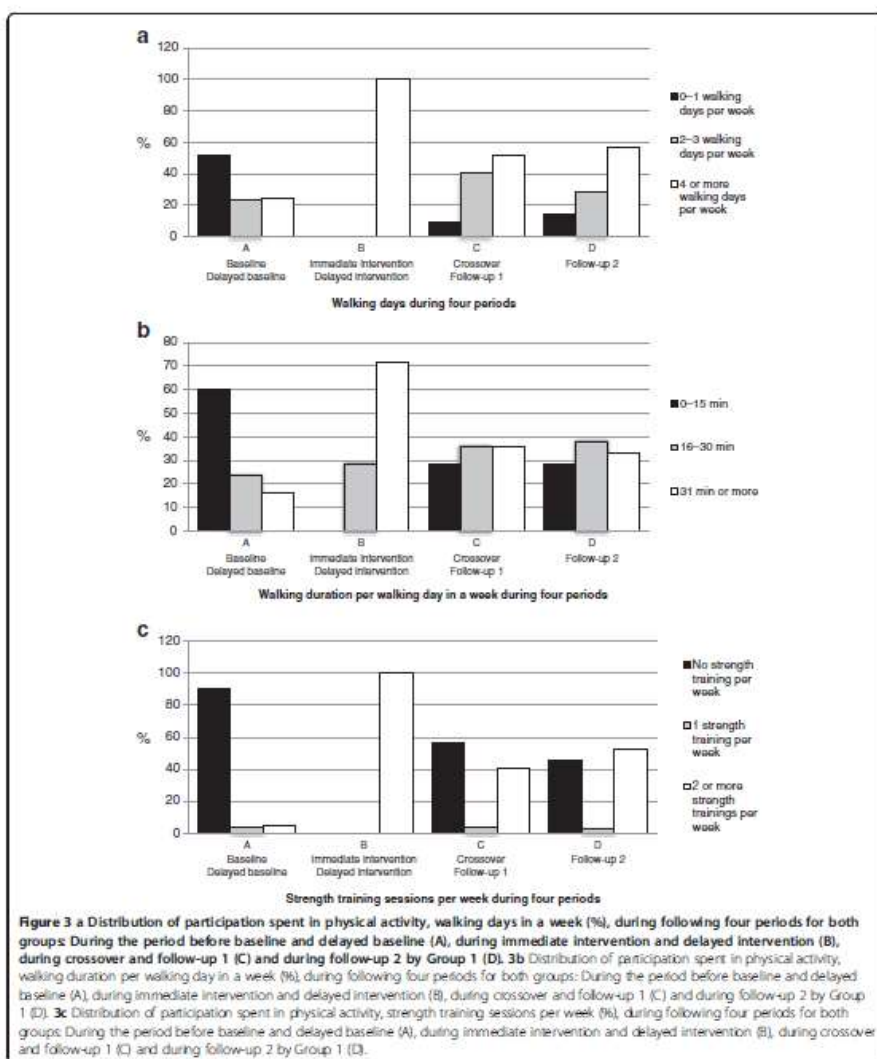 a
120
100
80
60
40
20
0
%
A
Baseline
Delayed baseline
B
Immediate Intervention
Delayed Intervention
C
Crossover
Follow-up 1
D
Follow-up 2
0–1 walking
days per week
2–3 walking
days per week
4 or more
walking days
per week
Walking days during four periods
b
80
70
60
50
40
30
20
10
0
%
A
Baseline
Delayed baseline
B
Immediate Intervention
Delayed Intervention
C
Crossover
Follow-up 1
D
Follow-up 2
0–15 min
16–30 min
31 min or more
Walking duration per walking day in a week during four periods
c
120
100
80
60
40
20
0
%
A
Baseline
Delayed baseline
B
Immediate Intervention
Delayed Intervention
C
Crossover
Follow-up 1
D
Follow-up 2
No strength
training per
week
1 strength
training per
week
2 or more
strength
trainings per
week
Strength training sessions per week during four periods
Figure 3 a Distribution of participation spent in physical activity, walking days in a week (%), during following four periods for both
groups: During the period before baseline and delayed baseline (A), during immediate intervention and delayed intervention (B),
during crossover and follow-up 1 (C) and during follow-up 2 by Group 1 (D). 3b Distribution of participation spent in physical activity,
walking duration per walking day in a week (%), during following four periods for both groups: During the period before baseline and delayed
baseline (A), during immediate intervention and delayed intervention (B), during crossover and follow-up 1 (C) and during follow-up 2 by Group
1 (D). 3c Distribution of participation spent in physical activity, strength training sessions per week (%), during following four periods for both
groups: During the period before baseline and delayed baseline (A), during immediate intervention and delayed intervention (B), during crossover
and follow-up 1 (C) and during follow-up 2 by Group 1 (D).